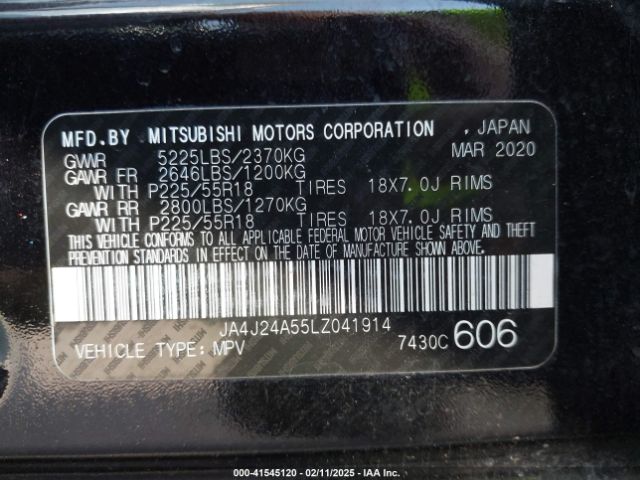 MFD.BY MITSUBISHI MOTORS CORPORATION , JAPAN
GVWR 5225LBS/2370KG MAR 2020
GAWR FR 2646LBS/1200KG
WITH P225/55R18 TIRES 18X7.0J RIMS
GAWR RR 2800LBS/1270KG
WITH P225/55R18 TIRES 18X7.0J RIMS
THIS VEHICLE CONFORMS TO ALL APPLICABLE FEDERAL MOTOR VEHICLE SAFETY AND THEFT
PREVENTION STANDARDS IN EFFECT ON THE DATE OF MANUFACTURE SHOWN ABOVE.
JA4J24A55LZ041914
VEHICLE TYPE: MPV 7430C 606
000-41545120 - 02/11/2025 - IAA Inc.